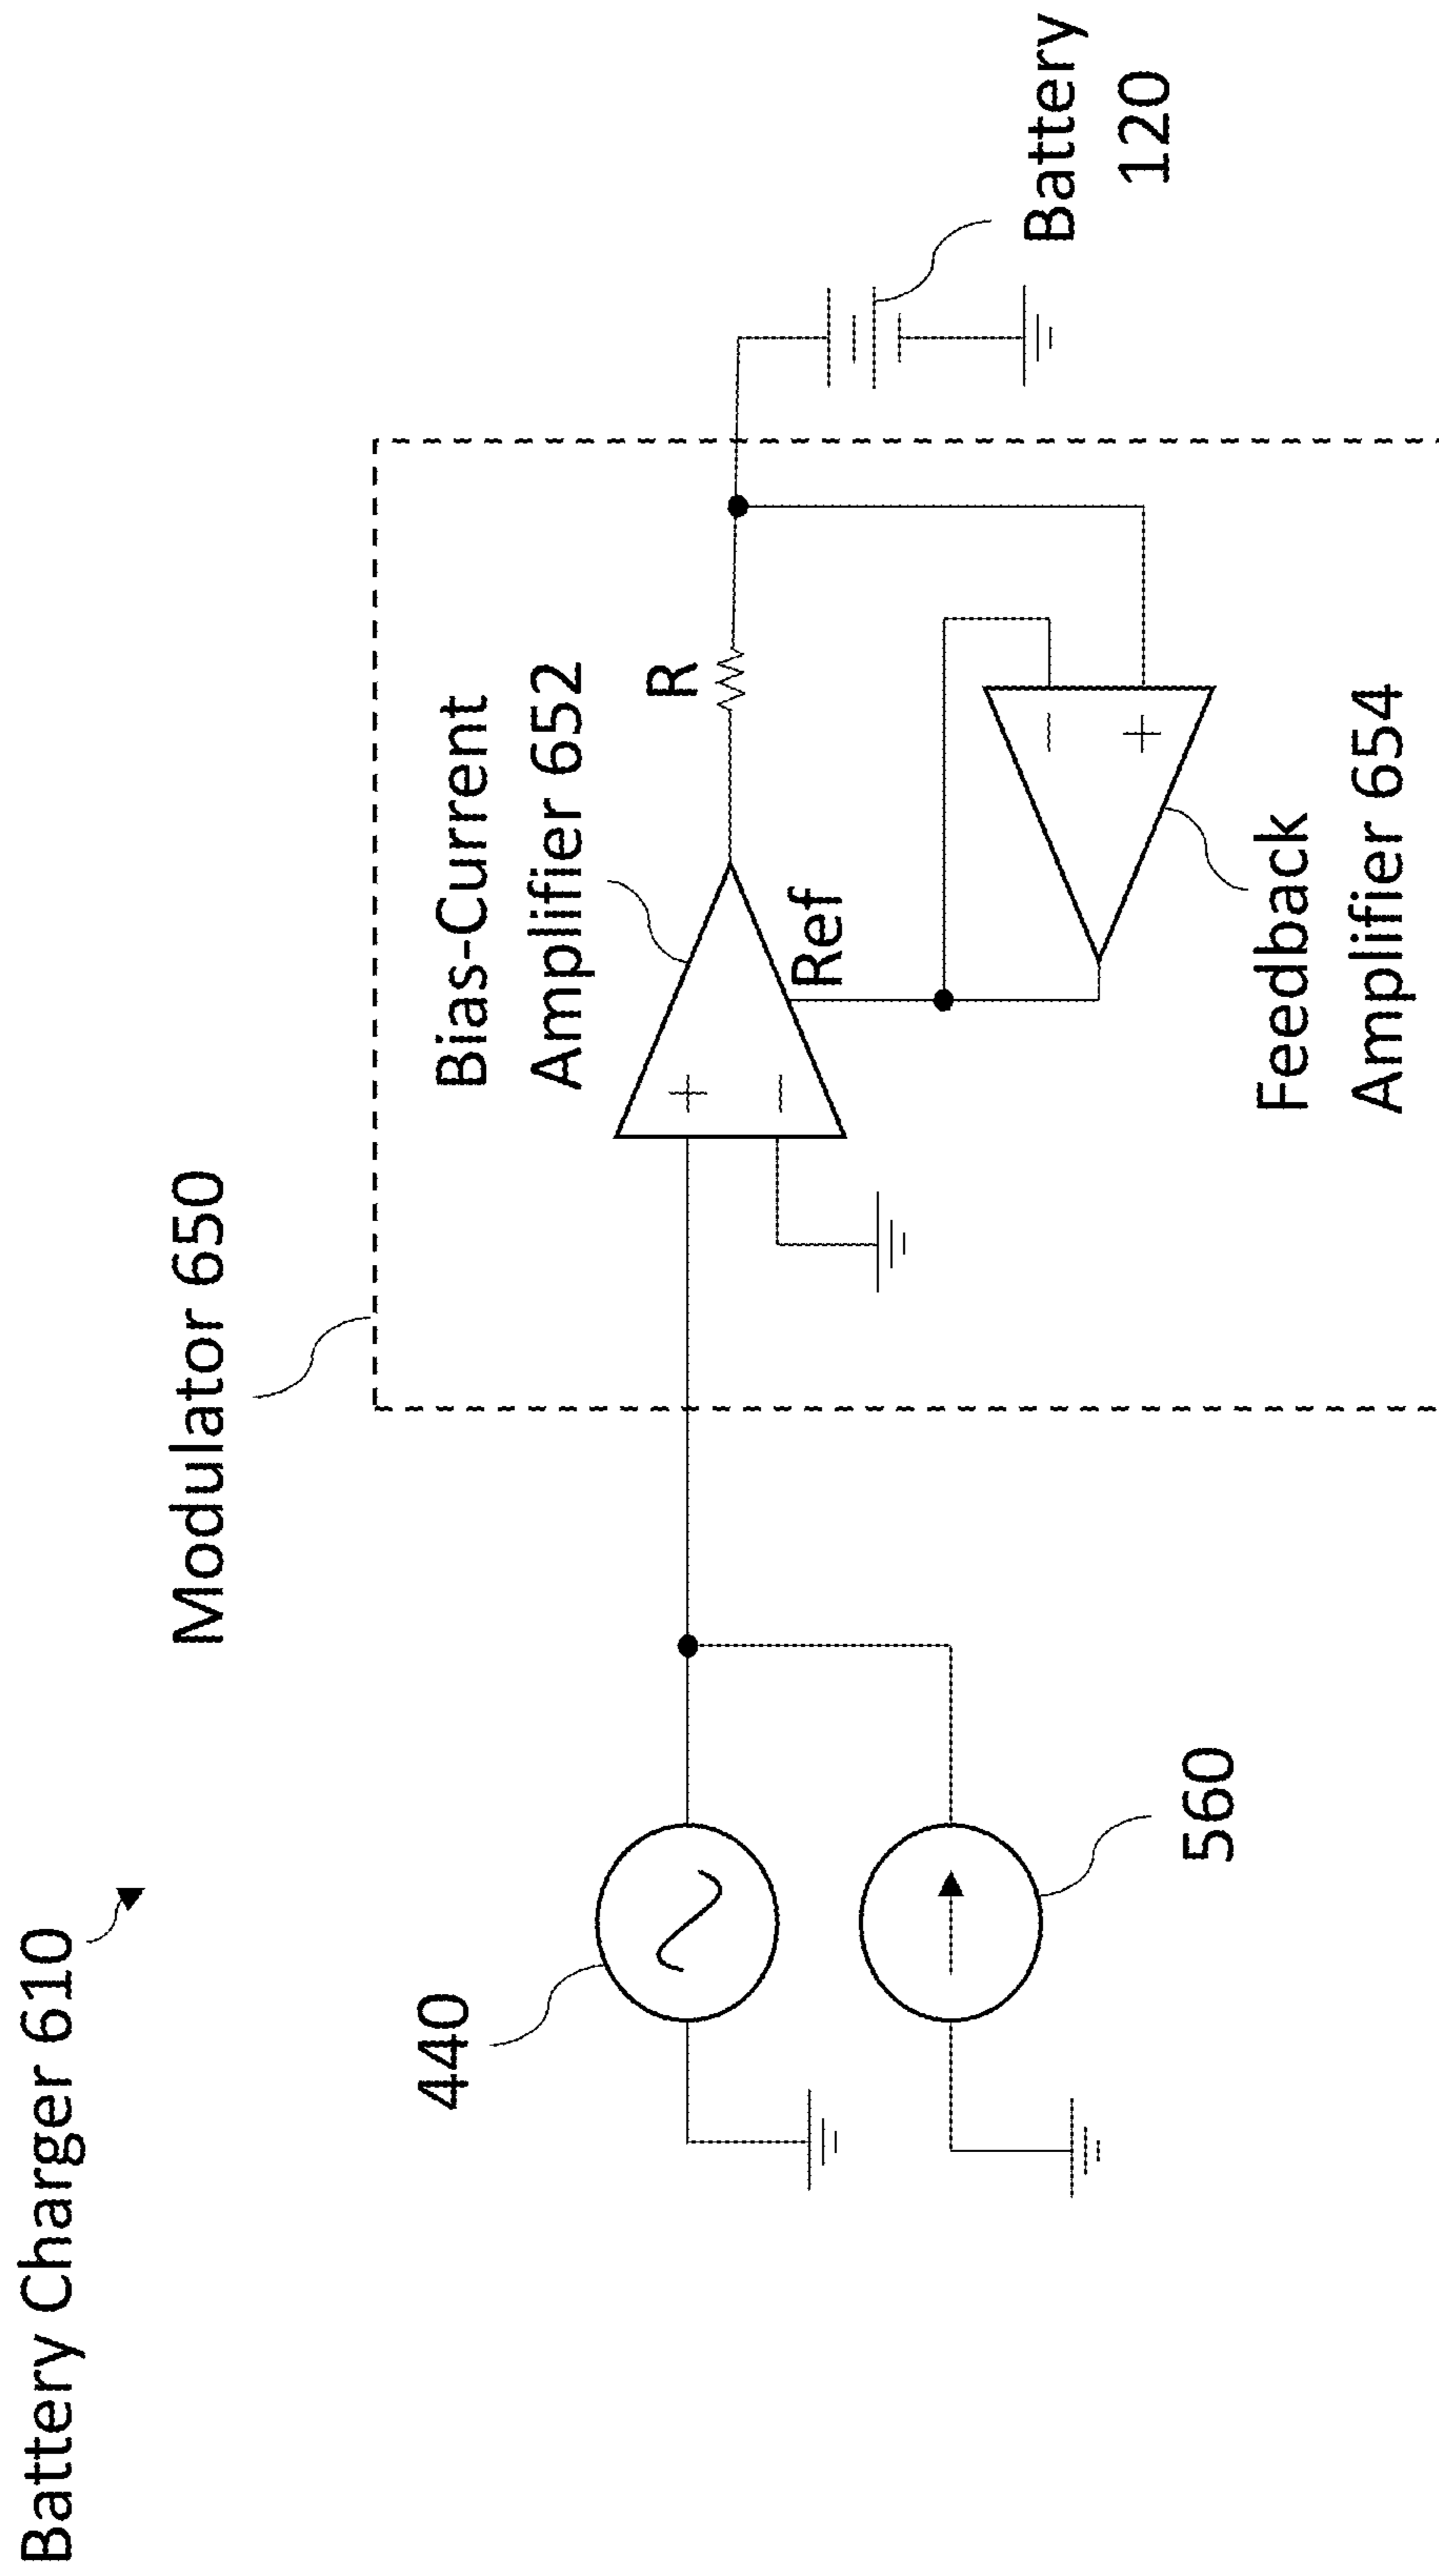 Battery Charger 610
Modulator 650
Bias-Current
Amplifier 652
R
Ref
+
−
−
+
Feedback
Amplifier 654
Battery
120
440
560